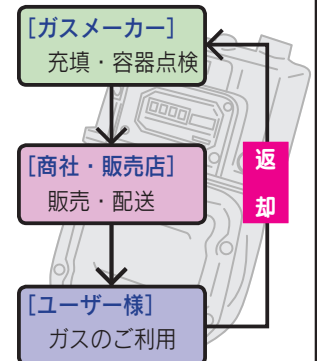 [ガスメーカー]
充填・容器点検
[商社・販売店]
販売・配送
返却
[ユーザー様]
ガスのご利用